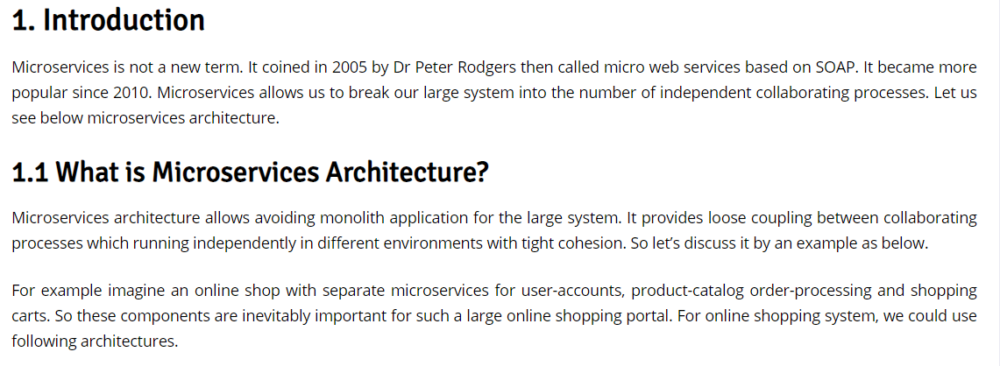 1. Introduction
Microservices is not a new term. It coined in 2005 by Dr Peter Rodgers then called micro web services based on SOAP. It became more
popular since 2010. Microservices allows us to break our large system into the number of independent collaborating processes. Let us
see below microservices architecture.
1.1 What is Microservices Architecture?
Microservices architecture allows avoiding monolith application for the large system. It provides loose coupling between collaborating
processes which running independently in different environments with tight cohesion. So let’s discuss it by an example as below.
For example imagine an online shop with separate microservices for user-accounts, product-catalog order-processing and shopping
carts. So these components are inevitably important for such a large online shopping portal. For online shopping system, we could use
following architectures.